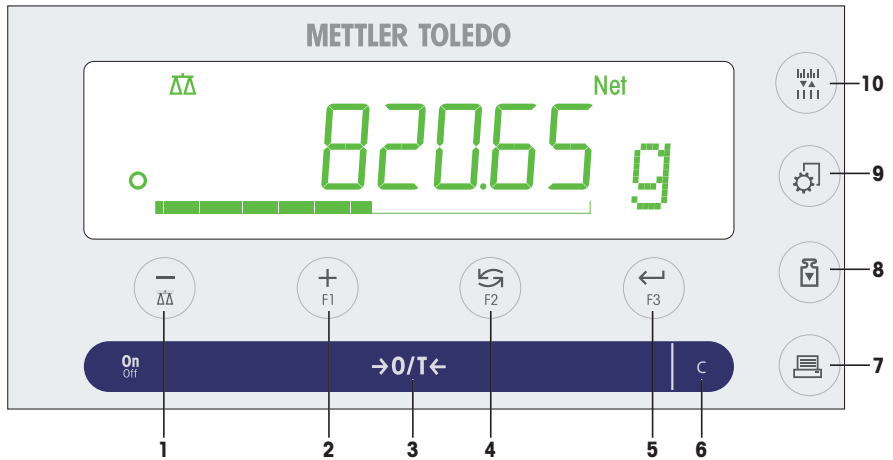 METTLER TOLEDO
Net
820.65 g
10
9
8
F1
F2
F3
On
Off
→0/T←
C
7
1
2
3
4
5
6